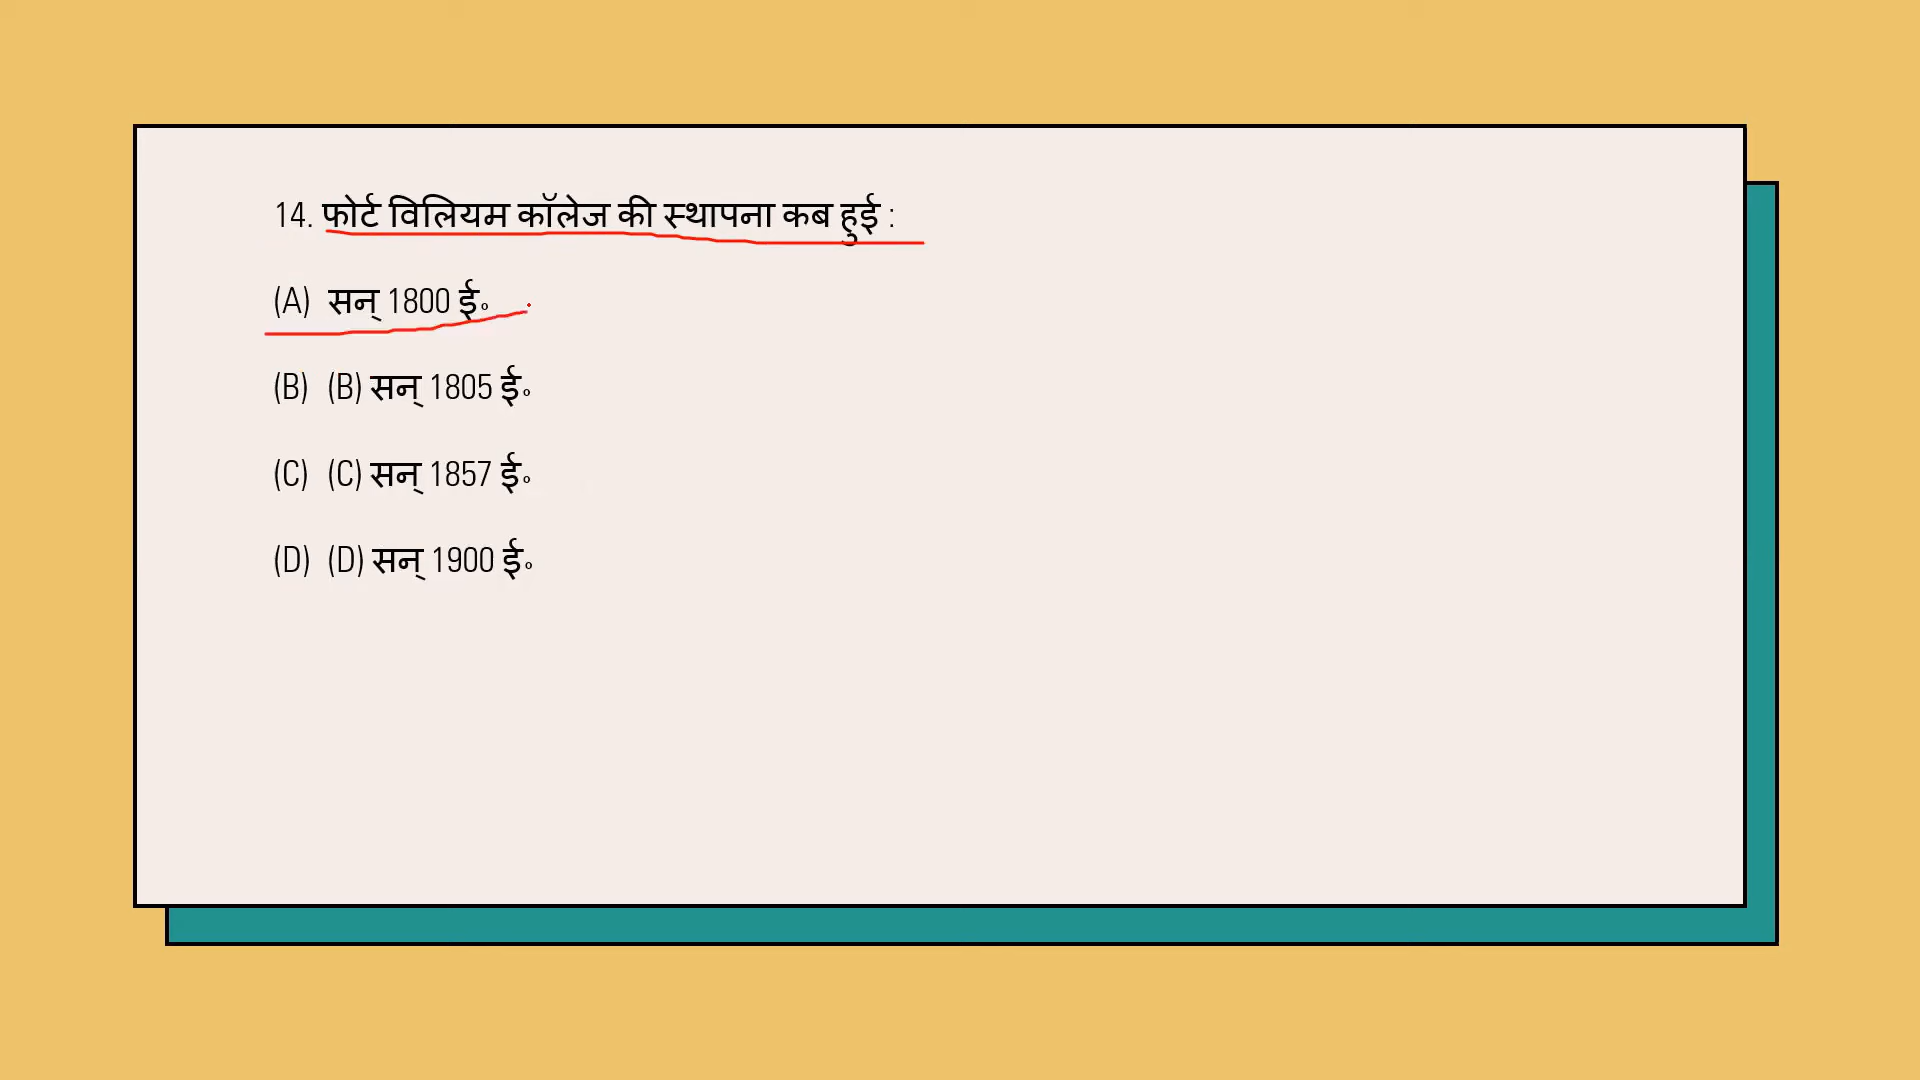 14. फोर्ट विलियम कॉलेज की स्थापना कब हुई :
(A) सन् 1800 ई॰
(B) (B) सन् 1805 ई॰
(C) (C) सन् 1857 ई॰
(D) (D) सन् 1900 ई॰